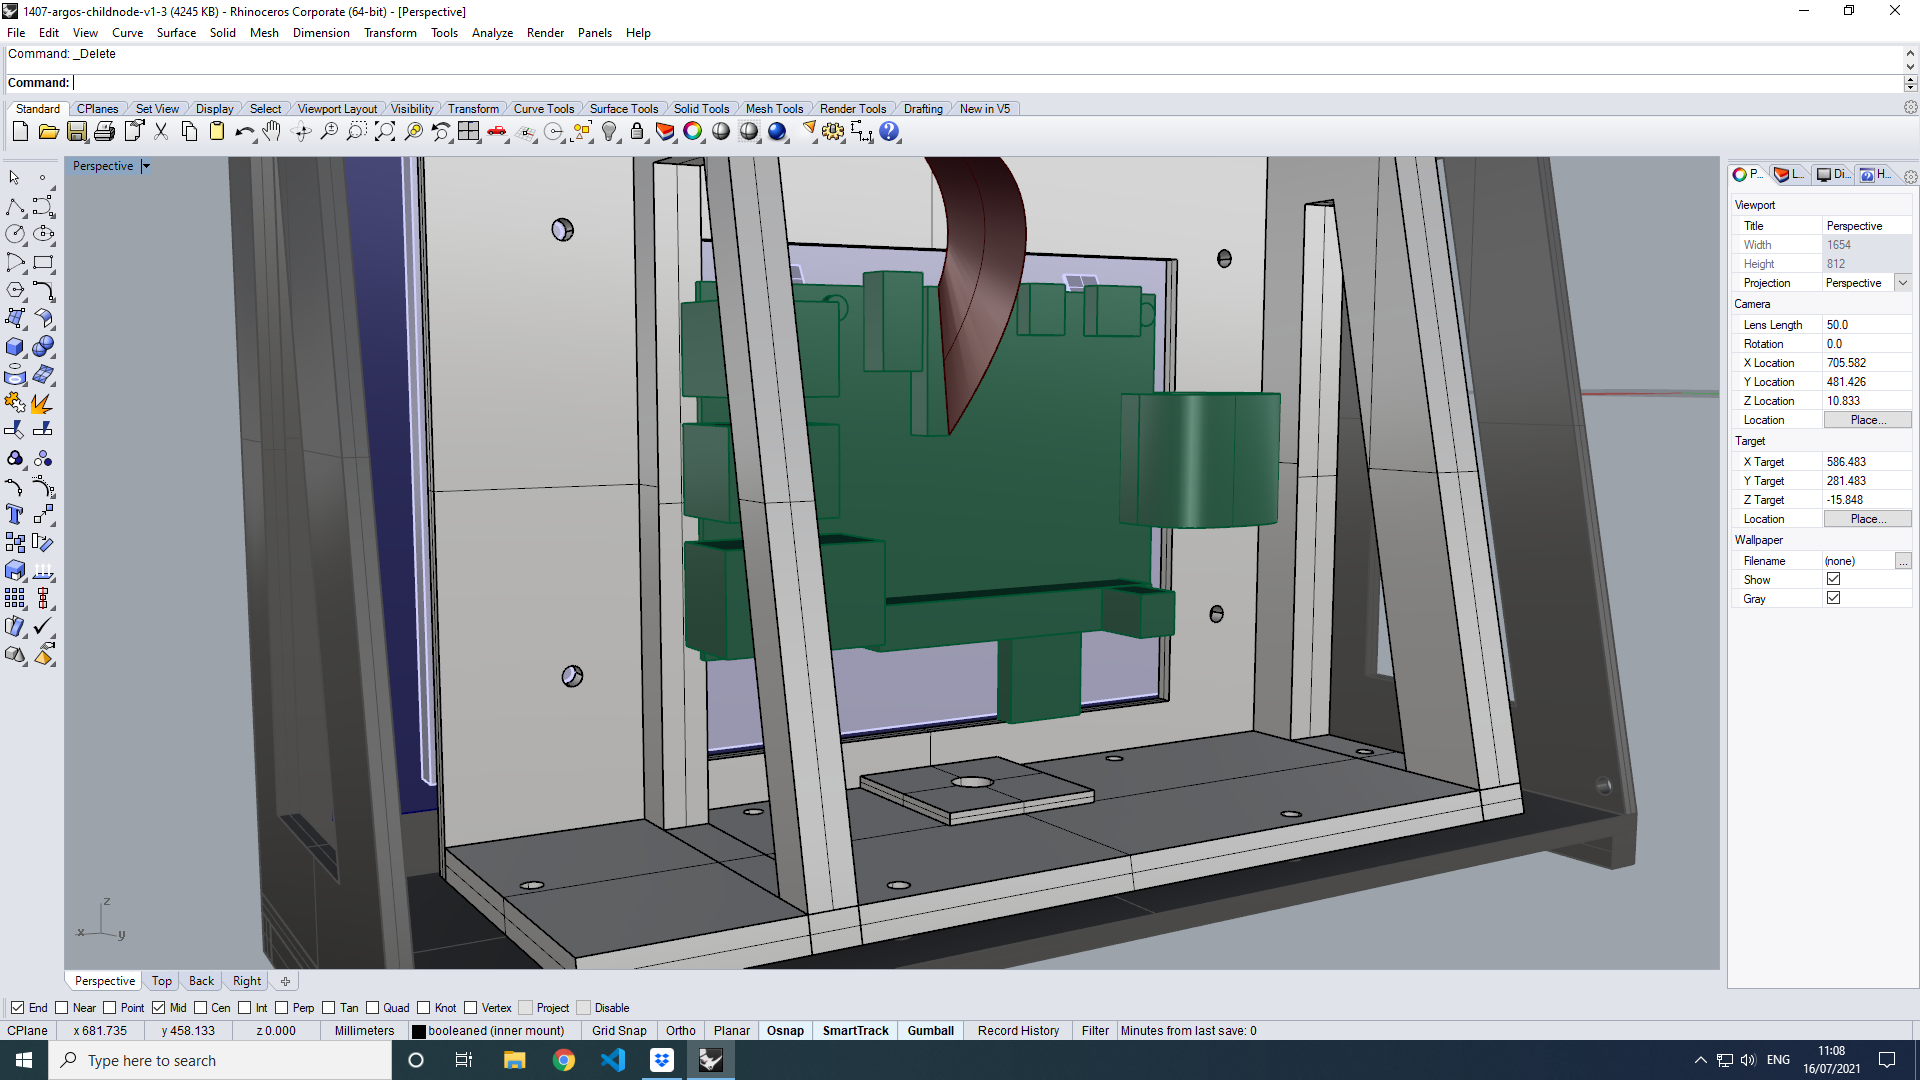 1407-argos-childnode-v1-3 (4245 KB) - Rhinoceros Corporate (64-bit) - [Perspective]
File Edit View Curve Surface Solid Mesh Dimension Transform Tools Analyze Render Panels Help
Command: _Delete
Command:
Standard CPlanes Set View Display Select Viewport Layout Visibility Transform Curve Tools Surface Tools Solid Tools Mesh Tools Render Tools Drafting New in V5
Perspective
P... L... Di... H...
Viewport
Title Perspective
Width 1654
Height 812
Projection Perspective
Camera
Lens Length 50.0
Rotation 0.0
X Location 705.582
Y Location 481.426
Z Location 10.833
Location Place...
Target
X Target 586.483
Y Target 281.483
Z Target -15.848
Location Place...
Wallpaper
Filename (none) ...
Show
Gray
z
x y
Perspective Top Back Right
End Near Point Mid Cen Int Perp Tan Quad Knot Vertex Project Disable
CPlane x 681.735 y 458.133 z 0.000 Millimeters booleaned (inner mount) Grid Snap Ortho Planar Osnap SmartTrack Gumball Record History Filter Minutes from last save: 0
Type here to search
ENG
11:08
16/07/2021